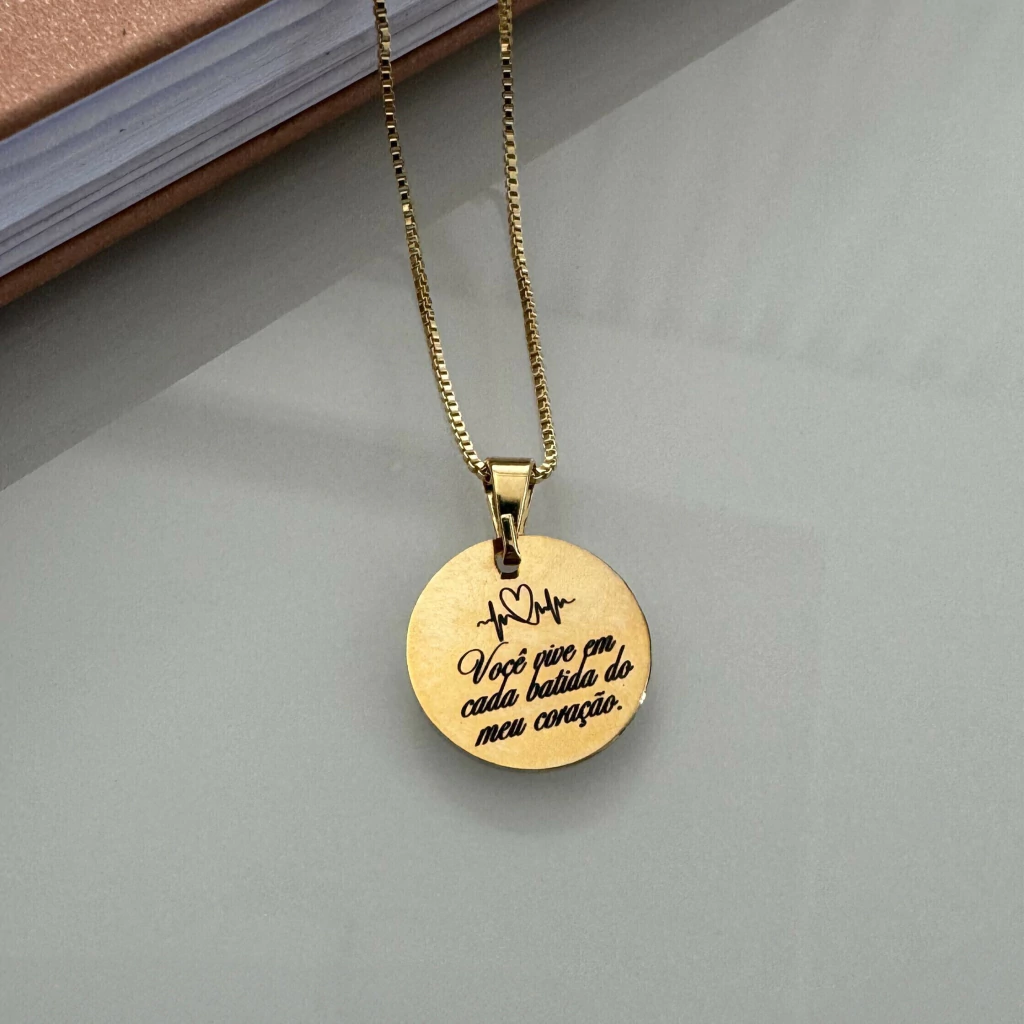 Você vive em
cada batida do
meu coração.